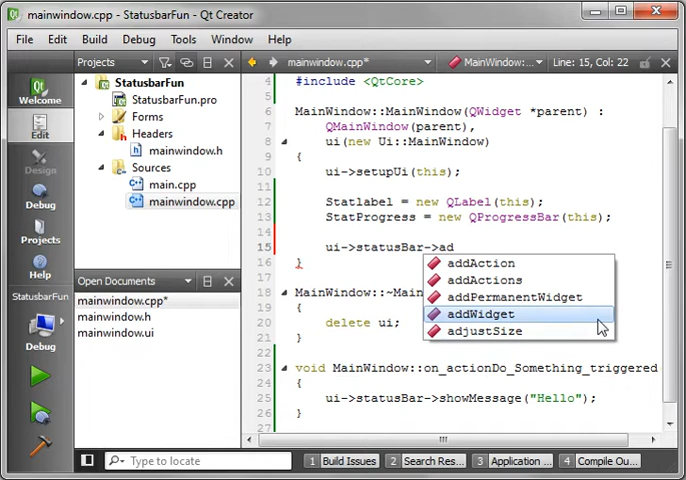 mainwindow.cpp* - StatusbarFun - Qt Creator
File Edit Build Debug Tools Window Help
Projects
mainwindow.cpp*
MainWindow:...
Line: 15, Col: 22
Welcome
Edit
Design
Debug
Projects
Help
StatusbarFun
Debug
StatusbarFun
StatusbarFun.pro
Forms
Headers
mainwindow.h
Sources
main.cpp
mainwindow.cpp
Open Documents
mainwindow.cpp*
mainwindow.h
mainwindow.ui
4 #include <QtCore>
5
6 MainWindow::MainWindow(QWidget *parent) :
7 QMainWindow(parent),
8 ui(new Ui::MainWindow)
9 {
10 ui->setupUi(this);
11
12 Statlabel = new QLabel(this);
13 StatProgress = new QProgressBar(this);
14
15 ui->statusBar->ad
16 }
17
18 MainWindow::~Mai
19 {
20 delete ui;
21 }
22
23 void MainWindow::on_actionDo_Something_triggered
24 {
25 ui->statusBar->showMessage("Hello");
26 }
27
addAction
addActions
addPermanentWidget
addWidget
adjustSize
Type to locate
1 Build Issues
2 Search Res...
3 Application ...
4 Compile Ou...